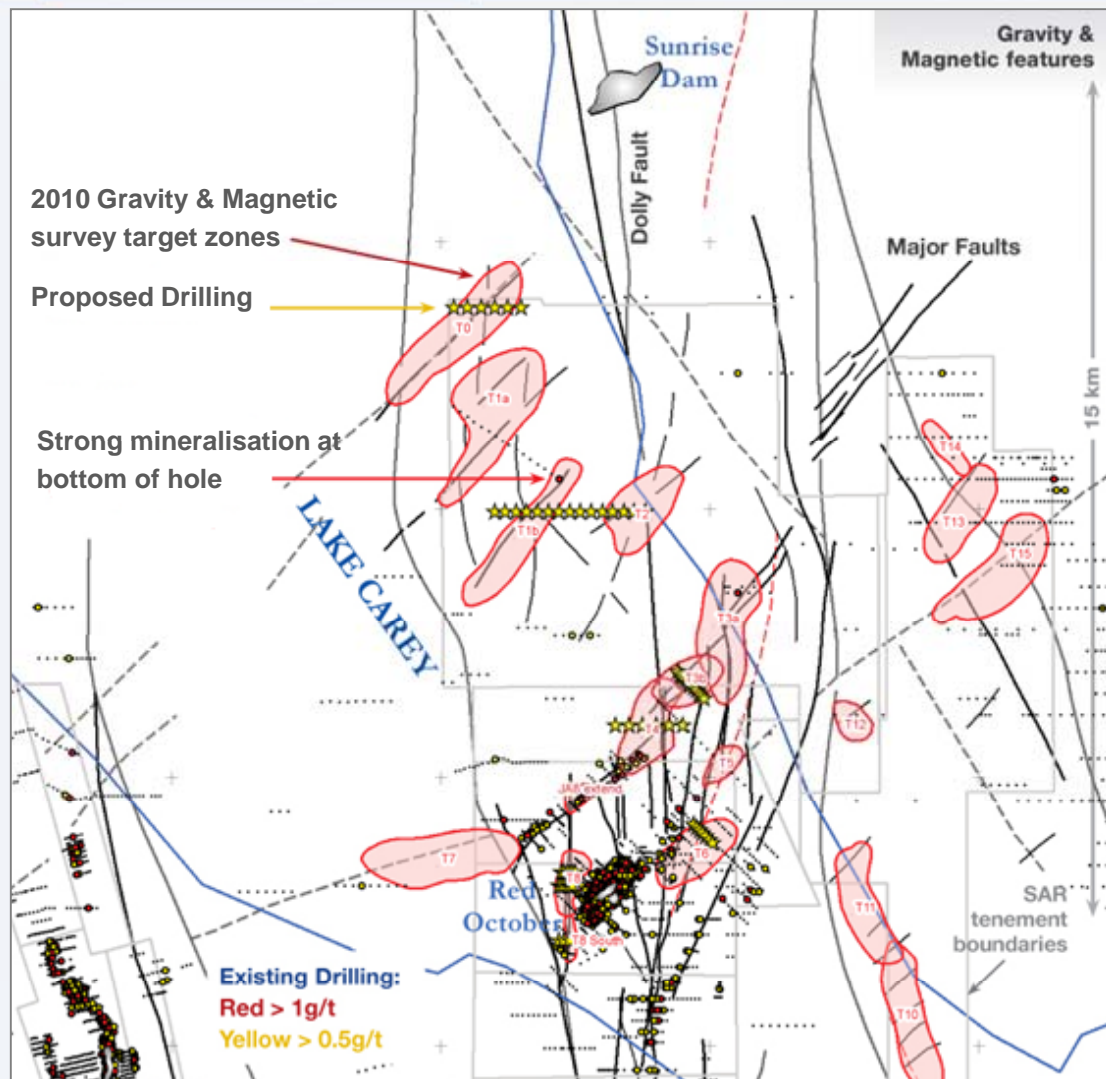 Gravity &
Magnetic features
Sunrise
Dam
Dolly Fault
2010 Gravity & Magnetic
survey target zones
Proposed Drilling
Major Faults
15 km
T0
T1a
Strong mineralisation at
bottom of hole
T14
T13
T2
T1b
T15
LAKE CAREY
T3a
T3b
T12
T4
T5
JA8 extend
T7
T6
T8
Red
October
T8 South
T11
SAR
tenement
boundaries
Existing Drilling:
Red > 1g/t
Yellow > 0.5g/t
T10